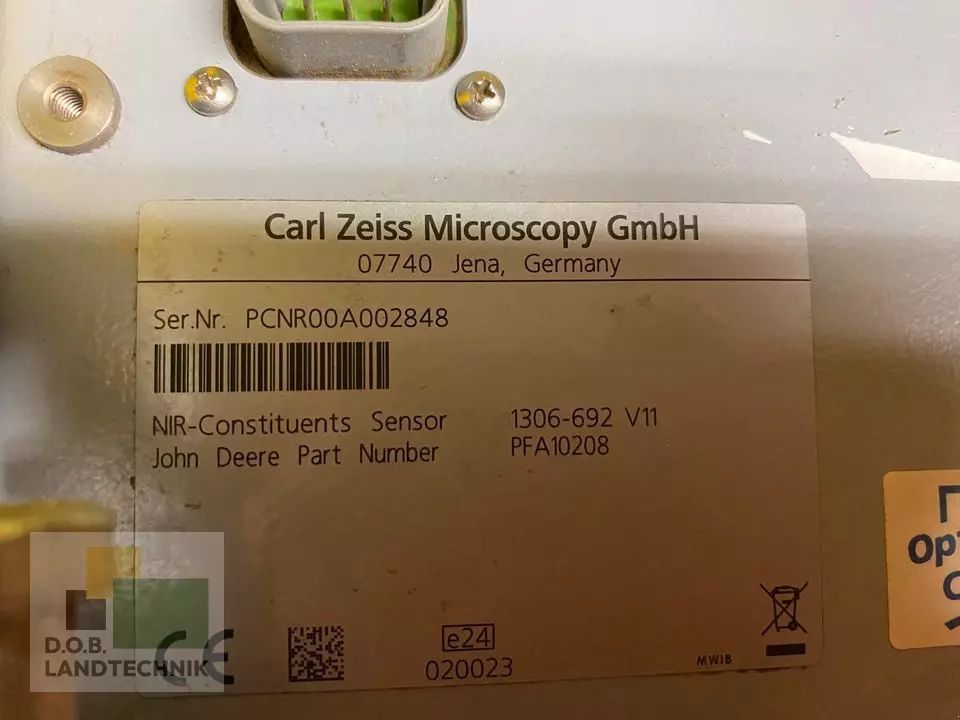 Carl Zeiss Microscopy GmbH
07740 Jena, Germany
Ser.Nr. PCNR00A002848
NIR-Constituents Sensor 1306-692 V11
John Deere Part Number PFA10208
D.O.B.
LANDTECHNIK
CE
e24
020023
MWIB